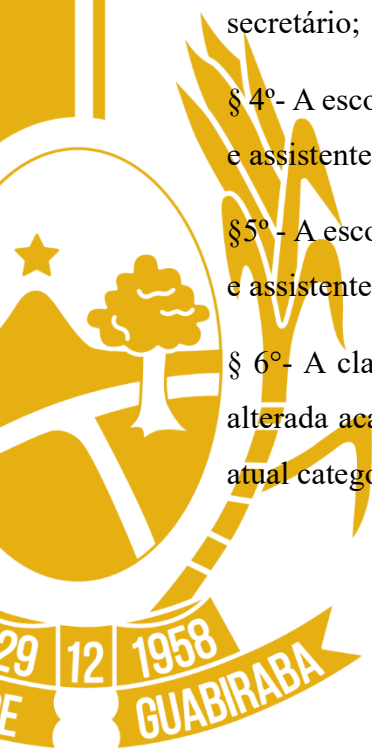 secretário;
§ 4º- A esco
e assistente
§5º - A esco
e assistente
§ 6°- A cla
alterada aca
atual catego
29 12 1958
GUABIRABA